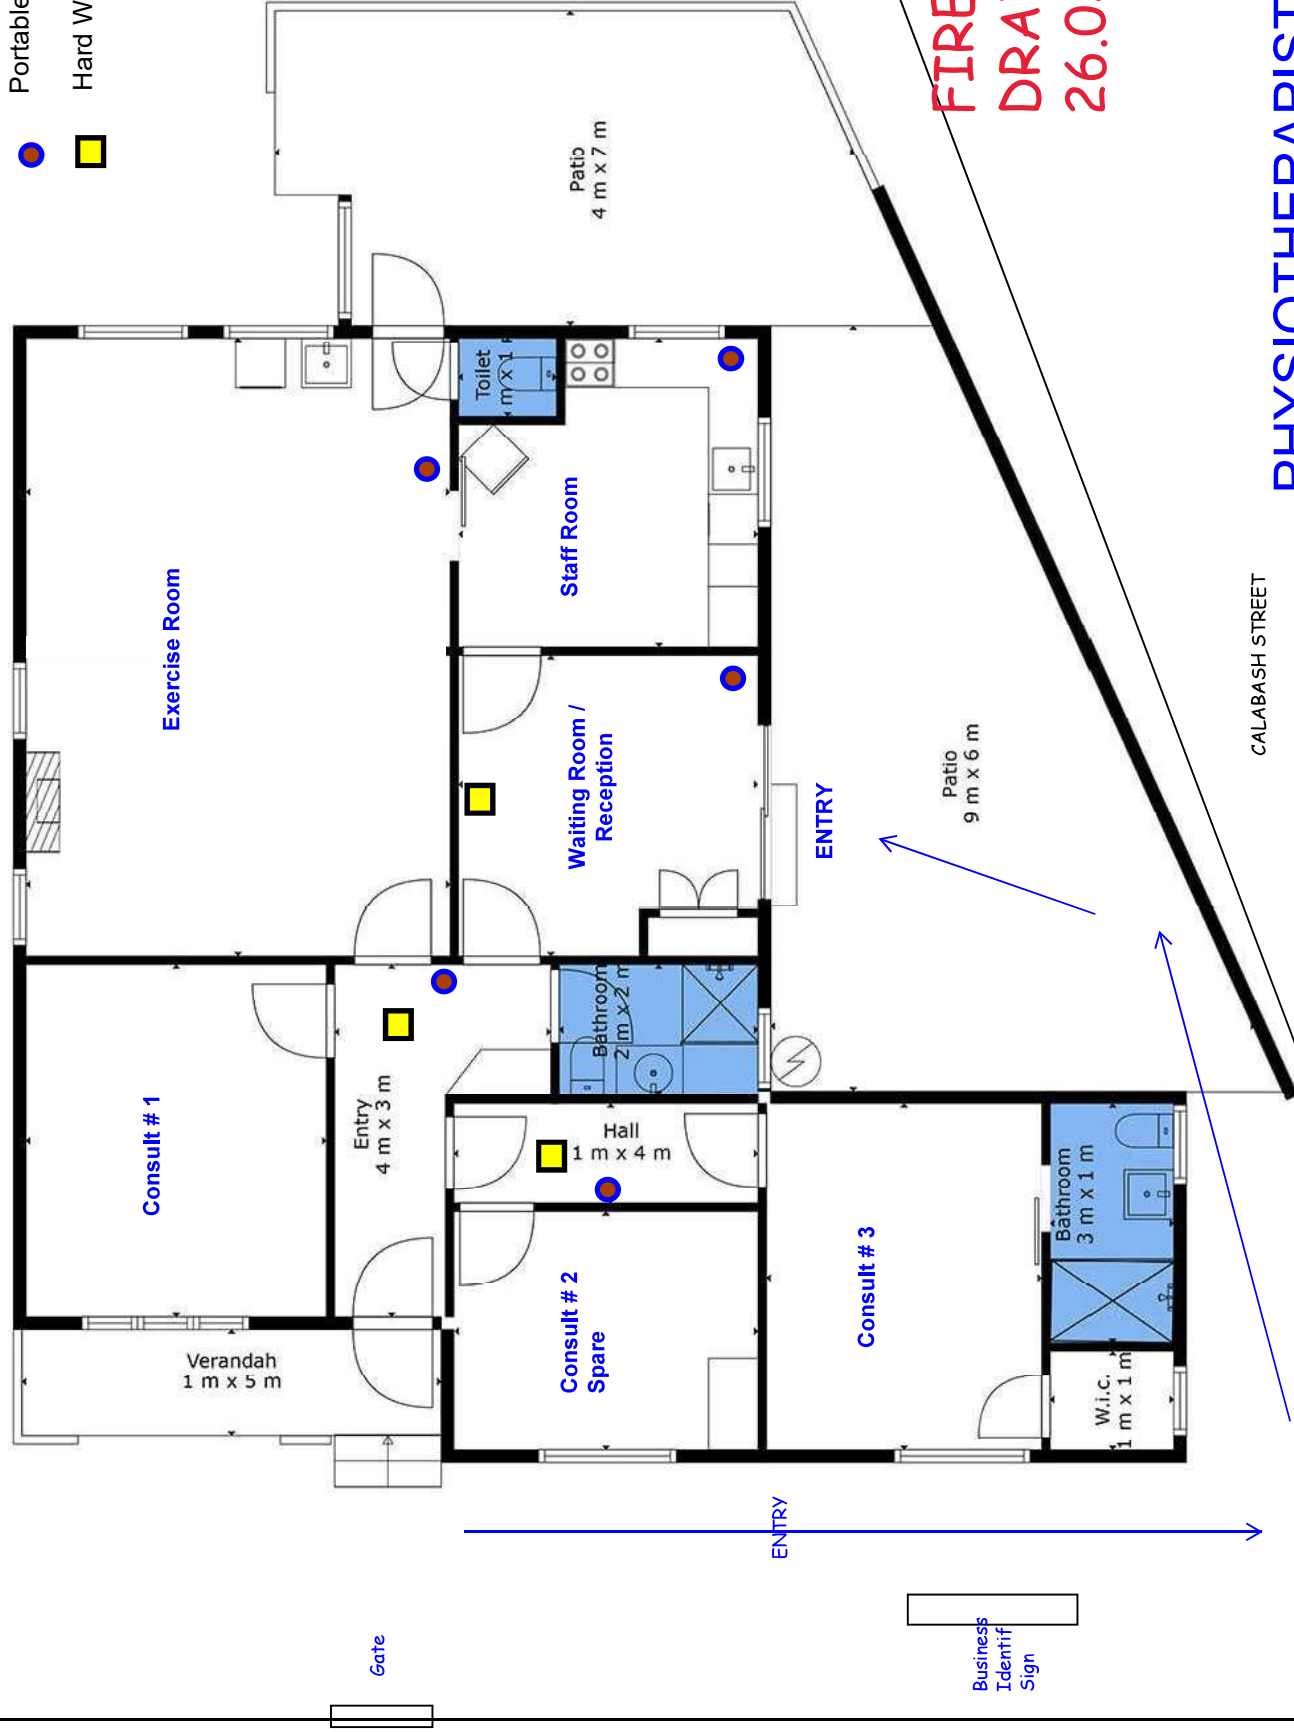 Portable
Hard W
FIRE
DRA
26.0
PHYSIOTHERAPIST
CALABASH STREET
Patio
4 m x 7 m
Toilet
m x 1
Staff Room
Exercise Room
Waiting Room /
Reception
ENTRY
Patio
9 m x 6 m
Bathroom
2 m x 2 m
Entry
4 m x 3 m
Consult # 1
Hall
1 m x 4 m
Consult # 2
Spare
Consult # 3
Bathroom
3 m x 1 m
W.i.c.
1 m x 1 m
Verandah
1 m x 5 m
ENTRY
Gate
Business
Identif
Sign